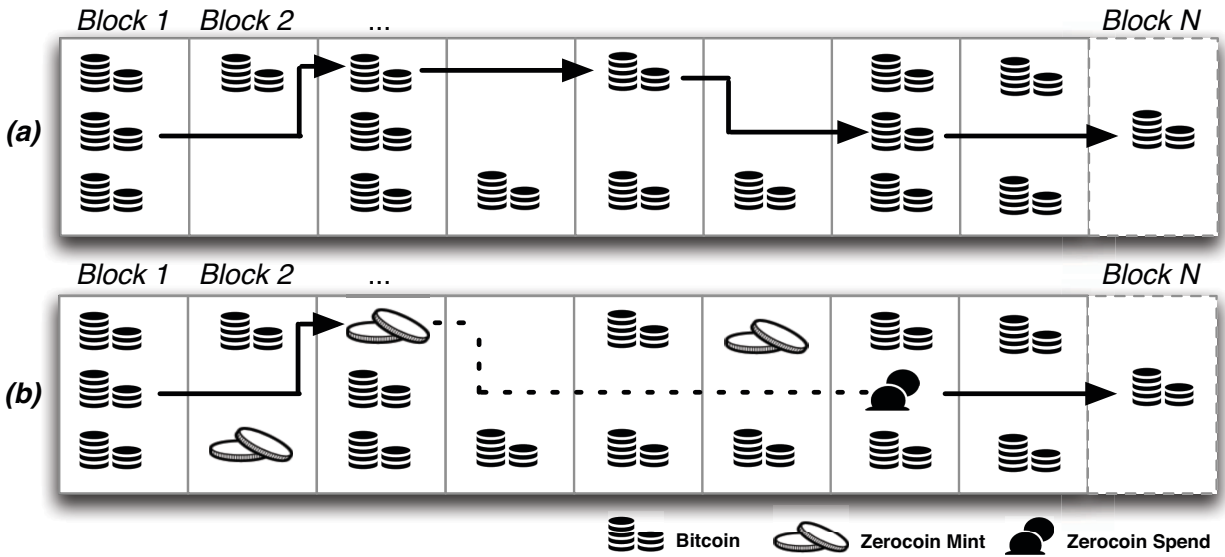 Block 1 Block 2 ... Block N
(a)
Block 1 Block 2 ... Block N
(b)
Bitcoin Zerocoin Mint Zerocoin Spend